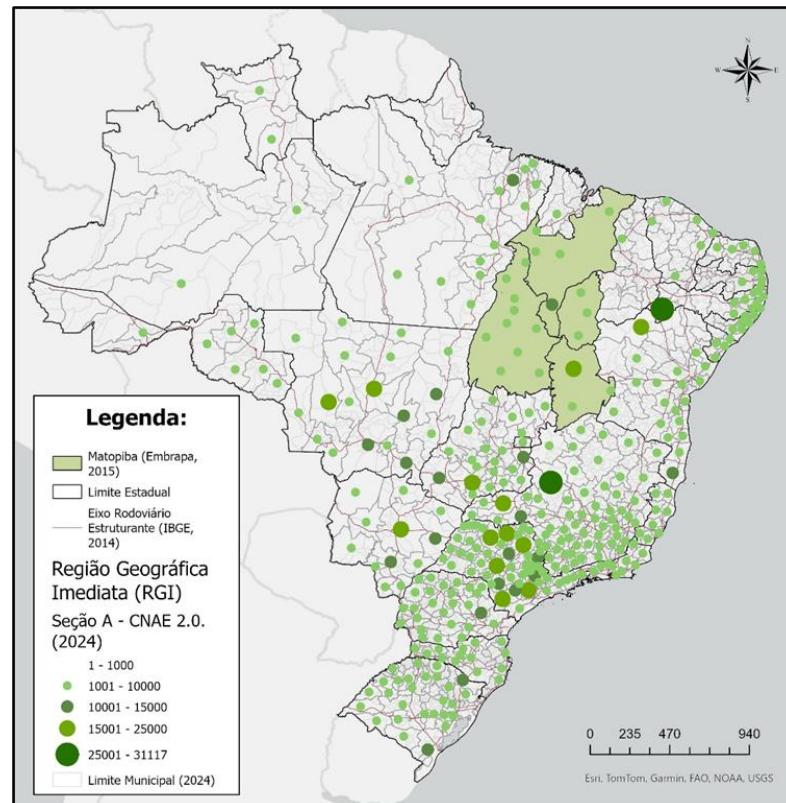 N
W
E
S
Legenda:
Matopiba (Embrapa,
2015)
Limite Estadual
Eixo Rodoviário
Estruturante (IBGE,
2014)
Região Geográfica
Imediata (RGI)
Seção A - CNAE 2.0.
(2024)
1 - 1000
1001 - 10000
10001 - 15000
15001 - 25000
25001 - 31117
Limite Municipal (2024)
0 235 470 940
Esri, TomTom, Garmin, FAO, NOAA, USGS